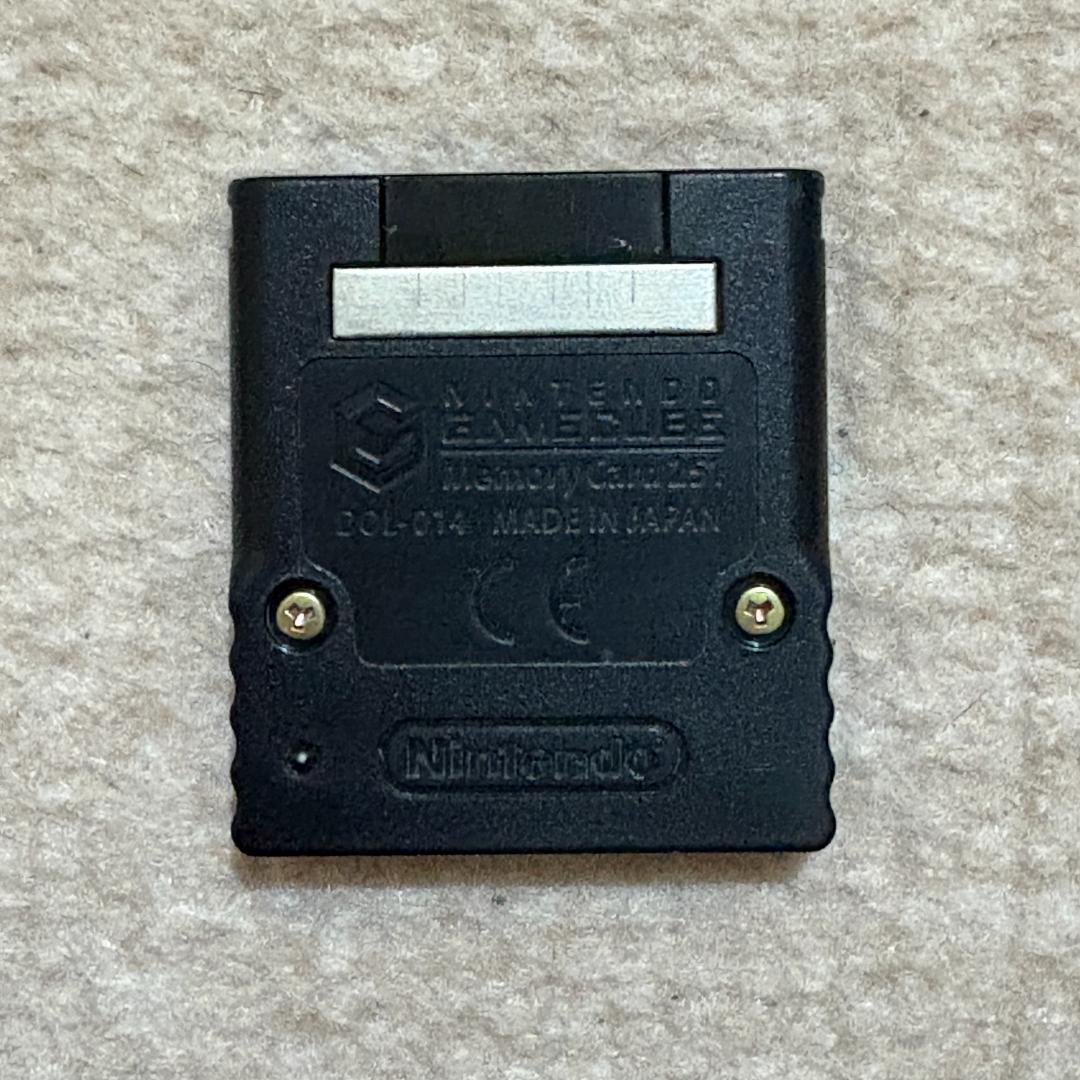 NINTENDO
GAMECUBE
Memory Card 251
DOL-014 MADE IN JAPAN
CE
Nintendo